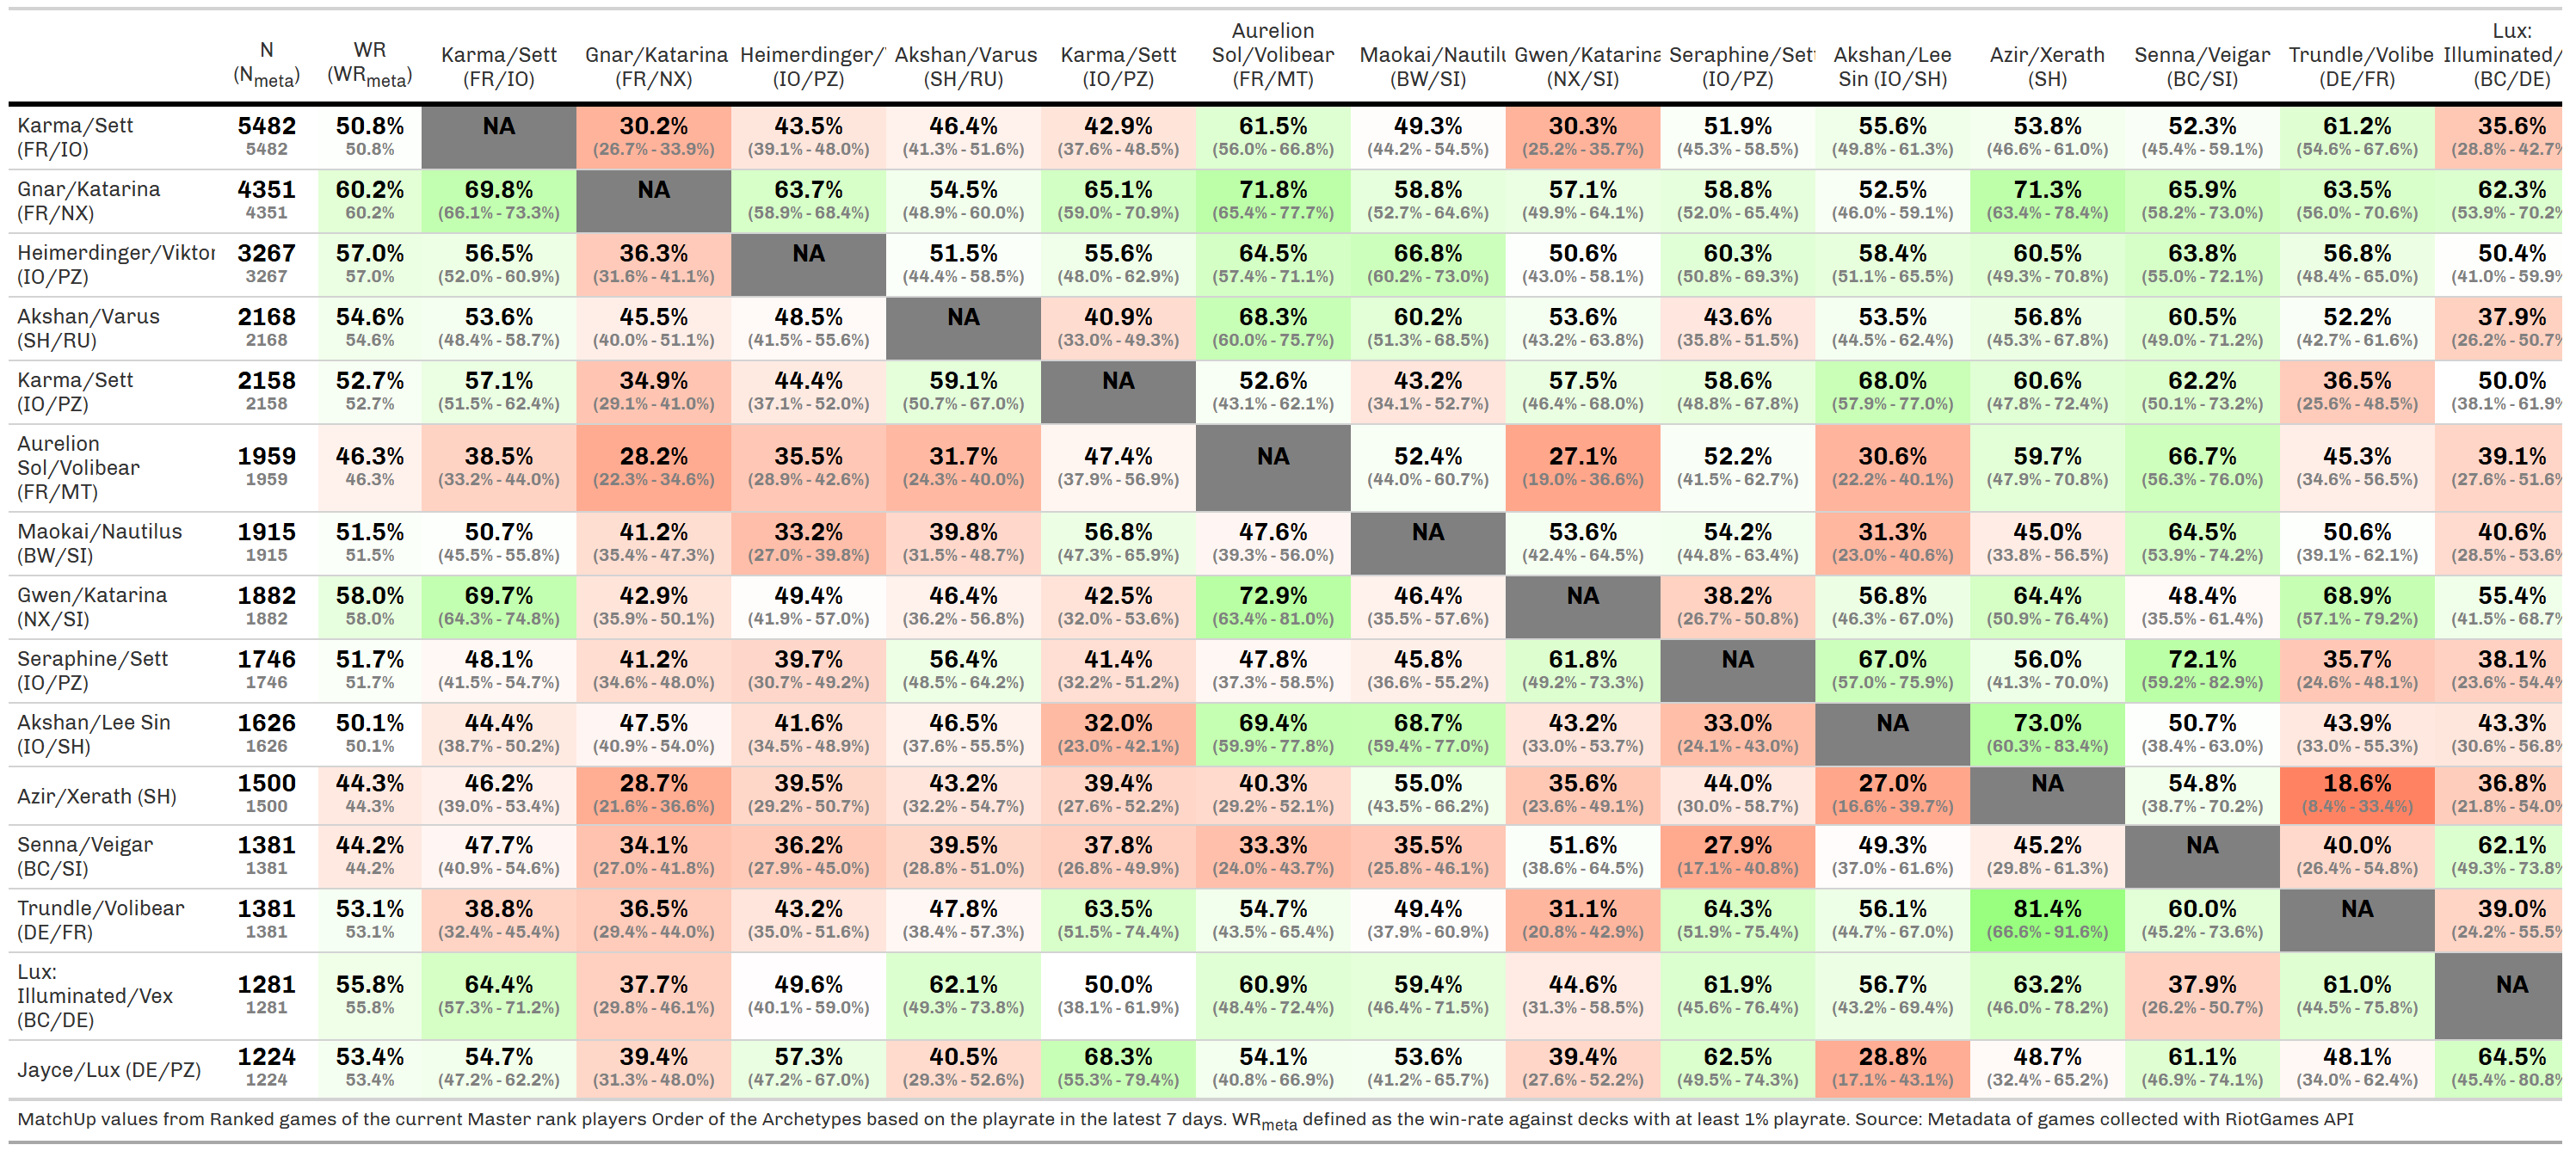 N (Nmeta) WR (WRmeta) Karma/Sett (FR/IO) Gnar/Katarina (FR/NX) Heimerdinger/ (IO/PZ) Akshan/Varus (SH/RU) Karma/Sett (IO/PZ) Aurelion Sol/Volibear (FR/MT) Maokai/Nautilu (BW/SI) Gwen/Katarina (NX/SI) Seraphine/Sett (IO/PZ) Akshan/Lee Sin (IO/SH) Azir/Xerath (SH) Senna/Veigar (BC/SI) Trundle/Volibe (DE/FR) Lux: Illuminated/ (BC/DE)
Karma/Sett 5482 50.8% NA 30.2% 43.5% 46.4% 42.9% 61.5% 49.3% 30.3% 51.9% 55.6% 53.8% 52.3% 61.2% 35.6%
(FR/IO) 5482 50.8% (26.7% - 33.9%) (39.1% - 48.0%) (41.3% - 51.6%) (37.6% - 48.5%) (56.0% - 66.8%) (44.2% - 54.5%) (25.2% - 35.7%) (45.3% - 58.5%) (49.8% - 61.3%) (46.6% - 61.0%) (45.4% - 59.1%) (54.6% - 67.6%) (28.8% - 42.7%
Gnar/Katarina 4351 60.2% 69.8% NA 63.7% 54.5% 65.1% 71.8% 58.8% 57.1% 58.8% 52.5% 71.3% 65.9% 63.5% 62.3%
(FR/NX) 4351 60.2% (66.1% - 73.3%) (58.9% - 68.4%) (48.9% - 60.0%) (59.0% - 70.9%) (65.4% - 77.7%) (52.7% - 64.6%) (49.9% - 64.1%) (52.0% - 65.4%) (46.0% - 59.1%) (63.4% - 78.4%) (58.2% - 73.0%) (56.0% - 70.6%) (53.9% - 70.2%
Heimerdinger/Viktor 3267 57.0% 56.5% 36.3% NA 51.5% 55.6% 64.5% 66.8% 50.6% 60.3% 58.4% 60.5% 63.8% 56.8% 50.4%
(IO/PZ) 3267 57.0% (52.0% - 60.9%) (31.6% - 41.1%) (44.4% - 58.5%) (48.0% - 62.9%) (57.4% - 71.1%) (60.2% - 73.0%) (43.0% - 58.1%) (50.8% - 69.3%) (51.1% - 65.5%) (49.3% - 70.8%) (55.0% - 72.1%) (48.4% - 65.0%) (41.0% - 59.9%
Akshan/Varus 2168 54.6% 53.6% 45.5% 48.5% NA 40.9% 68.3% 60.2% 53.6% 43.6% 53.5% 56.8% 60.5% 52.2% 37.9%
(SH/RU) 2168 54.6% (48.4% - 58.7%) (40.0% - 51.1%) (41.5% - 55.6%) (33.0% - 49.3%) (60.0% - 75.7%) (51.3% - 68.5%) (43.2% - 63.8%) (35.8% - 51.5%) (44.5% - 62.4%) (45.3% - 67.8%) (49.0% - 71.2%) (42.7% - 61.6%) (26.2% - 50.7%
Karma/Sett 2158 52.7% 57.1% 34.9% 44.4% 59.1% NA 52.6% 43.2% 57.5% 58.6% 68.0% 60.6% 62.2% 36.5% 50.0%
(IO/PZ) 2158 52.7% (51.5% - 62.4%) (29.1% - 41.0%) (37.1% - 52.0%) (50.7% - 67.0%) (43.1% - 62.1%) (34.1% - 52.7%) (46.4% - 68.0%) (48.8% - 67.8%) (57.9% - 77.0%) (47.8% - 72.4%) (50.1% - 73.2%) (25.6% - 48.5%) (38.1% - 61.9%
Aurelion
Sol/Volibear 1959 46.3% 38.5% 28.2% 35.5% 31.7% 47.4% NA 52.4% 27.1% 52.2% 30.6% 59.7% 66.7% 45.3% 39.1%
(FR/MT) 1959 46.3% (33.2% - 44.0%) (22.3% - 34.6%) (28.9% - 42.6%) (24.3% - 40.0%) (37.9% - 56.9%) (44.0% - 60.7%) (19.0% - 36.6%) (41.5% - 62.7%) (22.2% - 40.1%) (47.9% - 70.8%) (56.3% - 76.0%) (34.6% - 56.5%) (27.6% - 51.6%
Maokai/Nautilus 1915 51.5% 50.7% 41.2% 33.2% 39.8% 56.8% 47.6% NA 53.6% 54.2% 31.3% 45.0% 64.5% 50.6% 40.6%
(BW/SI) 1915 51.5% (45.5% - 55.8%) (35.4% - 47.3%) (27.0% - 39.8%) (31.5% - 48.7%) (47.3% - 65.9%) (39.3% - 56.0%) (42.4% - 64.5%) (44.8% - 63.4%) (23.0% - 40.6%) (33.8% - 56.5%) (53.9% - 74.2%) (39.1% - 62.1%) (28.5% - 53.6%
Gwen/Katarina 1882 58.0% 69.7% 42.9% 49.4% 46.4% 42.5% 72.9% 46.4% NA 38.2% 56.8% 64.4% 48.4% 68.9% 55.4%
(NX/SI) 1882 58.0% (64.3% - 74.8%) (35.9% - 50.1%) (41.9% - 57.0%) (36.2% - 56.8%) (32.0% - 53.6%) (63.4% - 81.0%) (35.5% - 57.6%) (26.7% - 50.8%) (46.3% - 67.0%) (50.9% - 76.4%) (35.5% - 61.4%) (57.1% - 79.2%) (41.5% - 68.7%
Seraphine/Sett 1746 51.7% 48.1% 41.2% 39.7% 56.4% 41.4% 47.8% 45.8% 61.8% NA 67.0% 56.0% 72.1% 35.7% 38.1%
(IO/PZ) 1746 51.7% (41.5% - 54.7%) (34.6% - 48.0%) (30.7% - 49.2%) (48.5% - 64.2%) (32.2% - 51.2%) (37.3% - 58.5%) (36.6% - 55.2%) (49.2% - 73.3%) (57.0% - 75.9%) (41.3% - 70.0%) (59.2% - 82.9%) (24.6% - 48.1%) (23.6% - 54.4%
Akshan/Lee Sin 1626 50.1% 44.4% 47.5% 41.6% 46.5% 32.0% 69.4% 68.7% 43.2% 33.0% NA 73.0% 50.7% 43.9% 43.3%
(IO/SH) 1626 50.1% (38.7% - 50.2%) (40.9% - 54.0%) (34.5% - 48.9%) (37.6% - 55.5%) (23.0% - 42.1%) (59.9% - 77.8%) (59.4% - 77.0%) (33.0% - 53.7%) (24.1% - 43.0%) (60.3% - 83.4%) (38.4% - 63.0%) (33.0% - 55.3%) (30.6% - 56.8%
Azir/Xerath (SH) 1500 44.3% 46.2% 28.7% 39.5% 43.2% 39.4% 40.3% 55.0% 35.6% 44.0% 27.0% NA 54.8% 18.6% 36.8%
1500 44.3% (39.0% - 53.4%) (21.6% - 36.6%) (29.2% - 50.7%) (32.2% - 54.7%) (27.6% - 52.2%) (29.2% - 52.1%) (43.5% - 66.2%) (23.6% - 49.1%) (30.0% - 58.7%) (16.6% - 39.7%) (38.7% - 70.2%) (8.4% - 33.4%) (21.8% - 54.0%
Senna/Veigar 1381 44.2% 47.7% 34.1% 36.2% 39.5% 37.8% 33.3% 35.5% 51.6% 27.9% 49.3% 45.2% NA 40.0% 62.1%
(BC/SI) 1381 44.2% (40.9% - 54.6%) (27.0% - 41.8%) (27.9% - 45.0%) (28.8% - 51.0%) (26.8% - 49.9%) (24.0% - 43.7%) (25.8% - 46.1%) (38.6% - 64.5%) (17.1% - 40.8%) (37.0% - 61.6%) (29.8% - 61.3%) (26.4% - 54.8%) (49.3% - 73.8%
Trundle/Volibear 1381 53.1% 38.8% 36.5% 43.2% 47.8% 63.5% 54.7% 49.4% 31.1% 64.3% 56.1% 81.4% 60.0% NA 39.0%
(DE/FR) 1381 53.1% (32.4% - 45.4%) (29.4% - 44.0%) (35.0% - 51.6%) (38.4% - 57.3%) (51.5% - 74.4%) (43.5% - 65.4%) (37.9% - 60.9%) (20.8% - 42.9%) (51.9% - 75.4%) (44.7% - 67.0%) (66.6% - 91.6%) (45.2% - 73.6%) (24.2% - 55.5%
Lux:
Illuminated/Vex 1281 55.8% 64.4% 37.7% 49.6% 62.1% 50.0% 60.9% 59.4% 44.6% 61.9% 56.7% 63.2% 37.9% 61.0% NA
(BC/DE) 1281 55.8% (57.3% - 71.2%) (29.8% - 46.1%) (40.1% - 59.0%) (49.3% - 73.8%) (38.1% - 61.9%) (48.4% - 72.4%) (46.4% - 71.5%) (31.3% - 58.5%) (45.6% - 76.4%) (43.2% - 69.4%) (46.0% - 78.2%) (26.2% - 50.7%) (44.5% - 75.8%)
Jayce/Lux (DE/PZ) 1224 53.4% 54.7% 39.4% 57.3% 40.5% 68.3% 54.1% 53.6% 39.4% 62.5% 28.8% 48.7% 61.1% 48.1% 64.5%
1224 53.4% (47.2% - 62.2%) (31.3% - 48.0%) (47.2% - 67.0%) (29.3% - 52.6%) (55.3% - 79.4%) (40.8% - 66.9%) (41.2% - 65.7%) (27.6% - 52.2%) (49.5% - 74.3%) (17.1% - 43.1%) (32.4% - 65.2%) (46.9% - 74.1%) (34.0% - 62.4%) (45.4% - 80.8%
MatchUp values from Ranked games of the current Master rank players Order of the Archetypes based on the playrate in the latest 7 days. WRmeta defined as the win-rate against decks with at least 1% playrate. Source: Metadata of games collected with RiotGames API